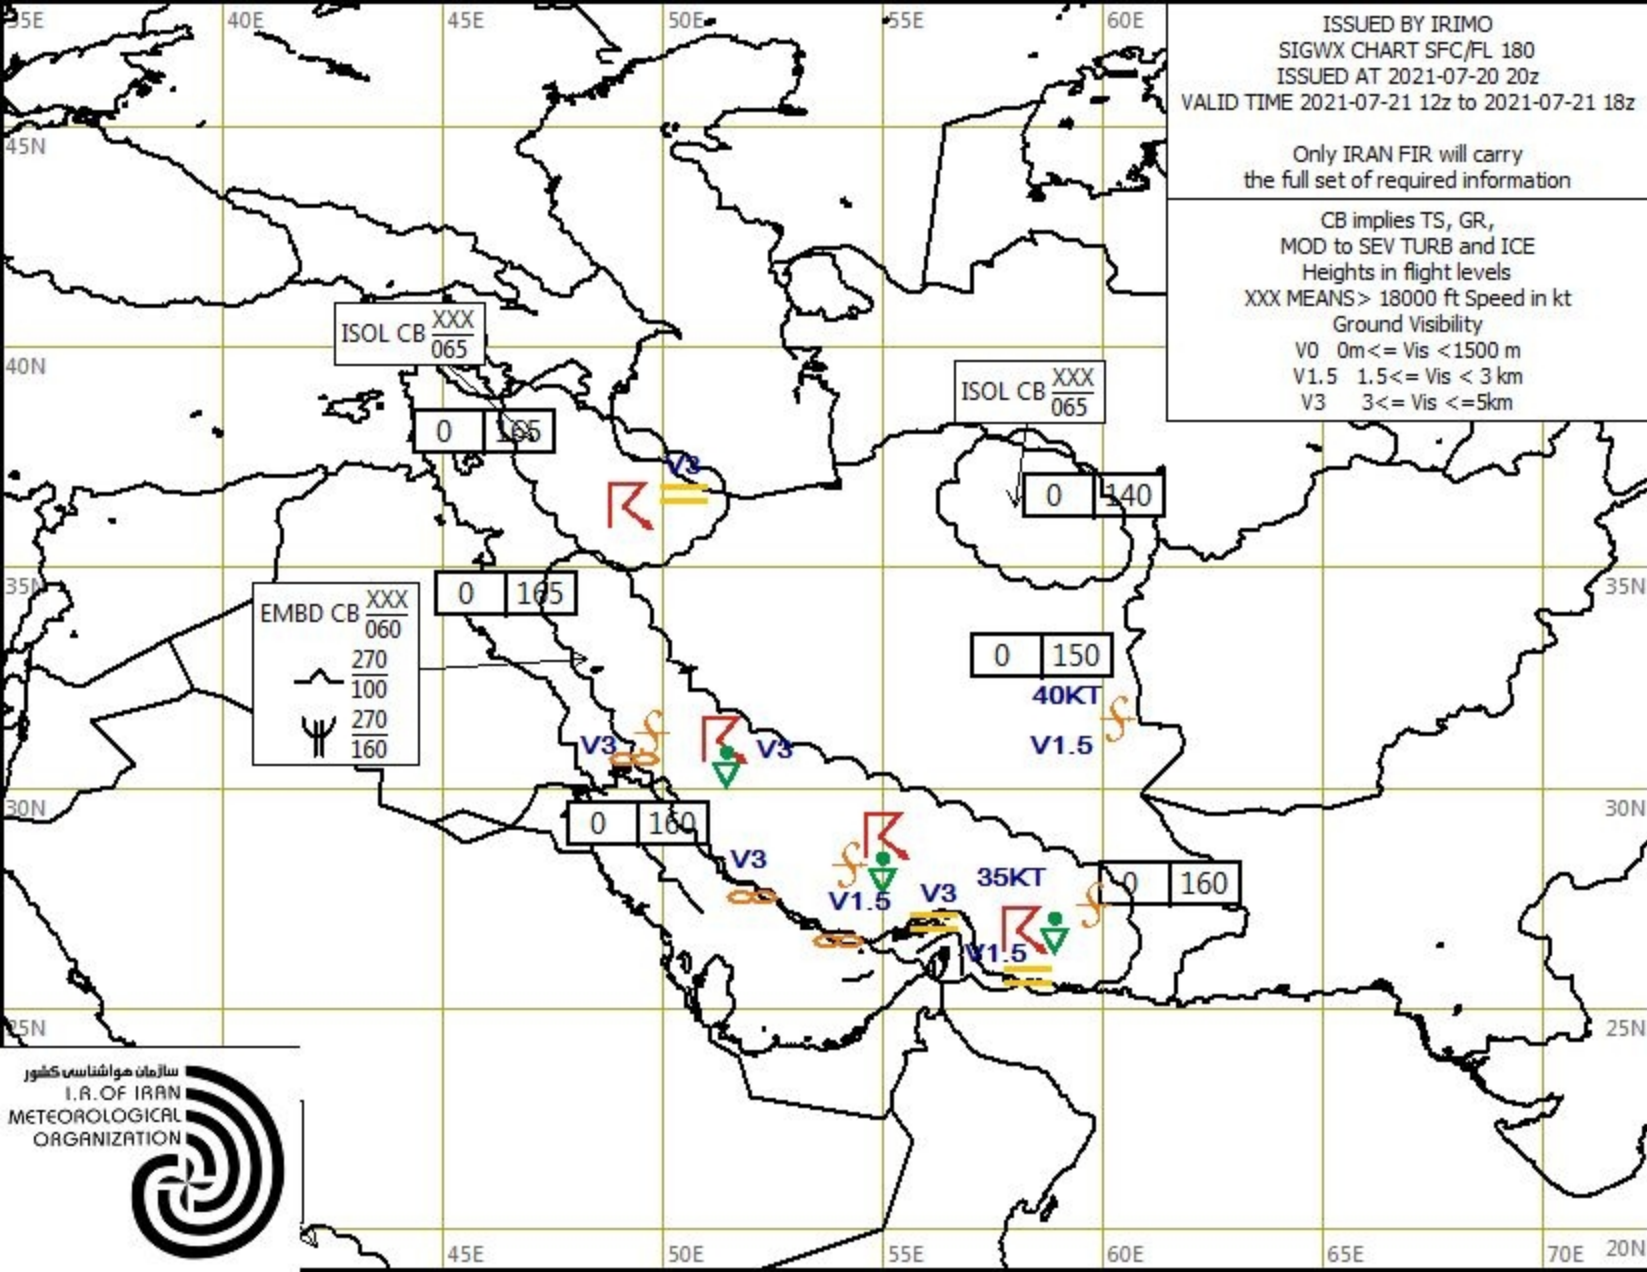 35E
40E
45E
50E
55E
60E
ISSUED BY IRIMO
SIGWX CHART SFC/FL 180
ISSUED AT 2021-07-20 20z
VALID TIME 2021-07-21 12z to 2021-07-21 18z
Only IRAN FIR will carry
the full set of required information
CB implies TS, GR,
MOD to SEV TURB and ICE
Heights in flight levels
XXX MEANS> 18000 ft Speed in kt
Ground Visibility
V0 0m<= Vis <1500 m
V1.5 1.5<= Vis < 3 km
V3 3<= Vis <=5km
45N
ISOL CB XXX
065
40N
ISOL CB XXX
065
0 165
V3
0 140
35N
35N
0 165
EMBD CB XXX
060
270
100
270
160
0 150
40KT
V1.5
V3
V3
30N
30N
0 160
V3
35KT
0 160
V1.5
V3
V1.5
25N
25N
سازمان هواشناسی کشور
I.R.OF IRAN
METEOROLOGICAL
ORGANIZATION
45E
50E
55E
60E
65E
70E
20N